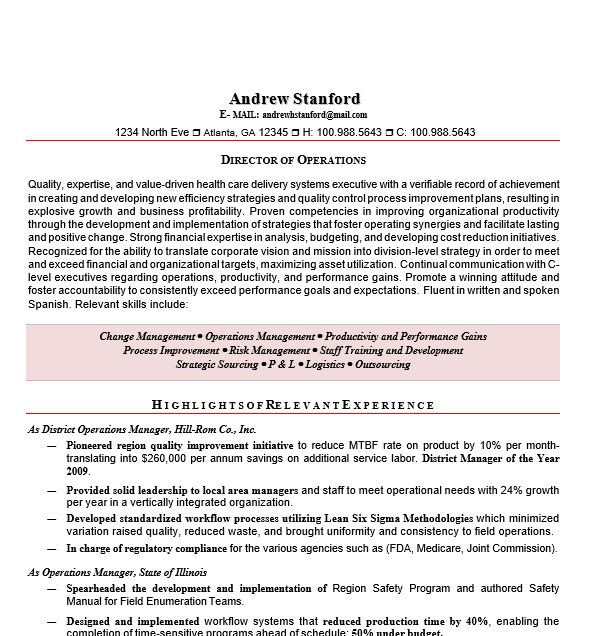 Andrew Stanford
E- MAIL: andrewhstanford@mail.com
1234 North Eve ❒ Atlanta, GA 12345 ❒ H: 100.988.5643 ❒ C: 100.988.5643
DIRECTOR OF OPERATIONS
Quality, expertise, and value-driven health care delivery systems executive with a verifiable record of achievement
in creating and developing new efficiency strategies and quality control process improvement plans, resulting in
explosive growth and business profitability. Proven competencies in improving organizational productivity
through the development and implementation of strategies that foster operating synergies and facilitate lasting
and positive change. Strong financial expertise in analysis, budgeting, and developing cost reduction initiatives.
Recognized for the ability to translate corporate vision and mission into division-level strategy in order to meet
and exceed financial and organizational targets, maximizing asset utilization. Continual communication with C-
level executives regarding operations, productivity, and performance gains. Promote a winning attitude and
foster accountability to consistently exceed performance goals and expectations. Fluent in written and spoken
Spanish. Relevant skills include:
Change Management • Operations Management • Productivity and Performance Gains
Process Improvement • Risk Management • Staff Training and Development
Strategic Sourcing • P & L • Logistics • Outsourcing
HIGHLIGHTS OF RELEVANT EXPERIENCE
As District Operations Manager, Hill-Rom Co., Inc.
— Pioneered region quality improvement initiative to reduce MTBF rate on product by 10% per month-
translating into $260,000 per annum savings on additional service labor. District Manager of the Year
2009.
— Provided solid leadership to local area managers and staff to meet operational needs with 24% growth
per year in a vertically integrated organization.
— Developed standardized workflow processes utilizing Lean Six Sigma Methodologies which minimized
variation raised quality, reduced waste, and brought uniformity and consistency to field operations.
— In charge of regulatory compliance for the various agencies such as (FDA, Medicare, Joint Commission).
As Operations Manager, State of Illinois
— Spearheaded the development and implementation of Region Safety Program and authored Safety
Manual for Field Enumeration Teams.
— Designed and implemented workflow systems that reduced production time by 40%, enabling the
completion of time-sensitive programs ahead of schedule; 50% under budget.